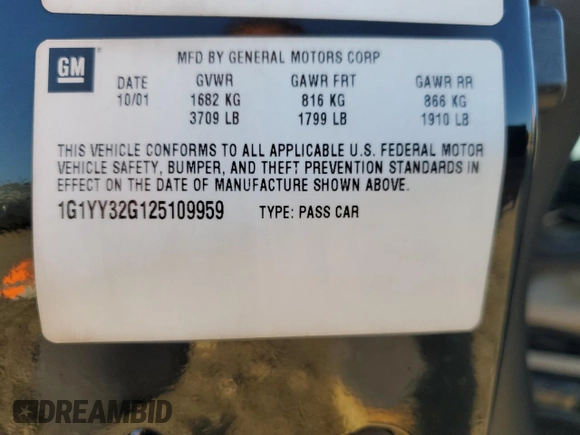 MFD BY GENERAL MOTORS CORP
GM
DATE GVWR GAWR FRT GAWR RR
10/01 1682 KG 816 KG 866 KG
3709 LB 1799 LB 1910 LB
THIS VEHICLE CONFORMS TO ALL APPLICABLE U.S. FEDERAL MOTOR
VEHICLE SAFETY, BUMPER, AND THEFT PREVENTION STANDARDS IN
EFFECT ON THE DATE OF MANUFACTURE SHOWN ABOVE.
1G1YY32G125109959 TYPE: PASS CAR
DREAMBID